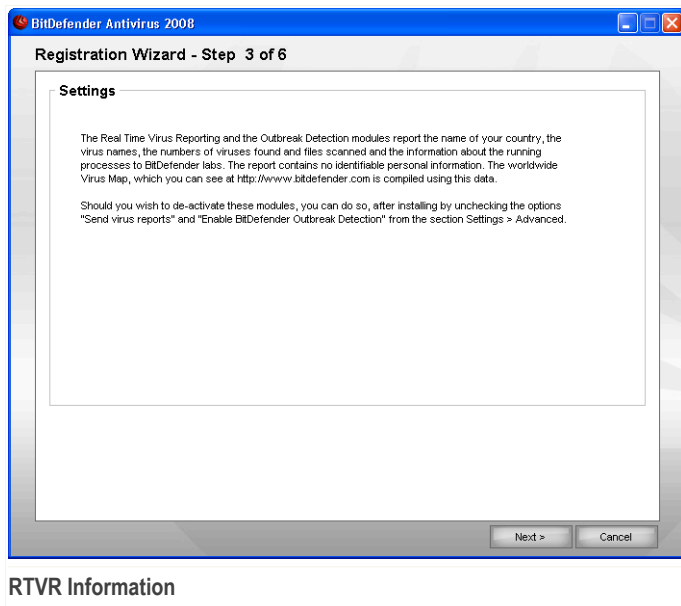 BitDefender Antivirus 2008
Registration Wizard - Step 3 of 6
Settings
The Real Time Virus Reporting and the Outbreak Detection modules report the name of your country, the
virus names, the numbers of viruses found and files scanned and the information about the running
processes to BitDefender labs. The report contains no identifiable personal information. The worldwide
Virus Map, which you can see at http://www.bitdefender.com is compiled using this data.
Should you wish to de-activate these modules, you can do so, after installing by unchecking the options
"Send virus reports" and "Enable BitDefender Outbreak Detection" from the section Settings > Advanced.
Next > Cancel
RTVR Information